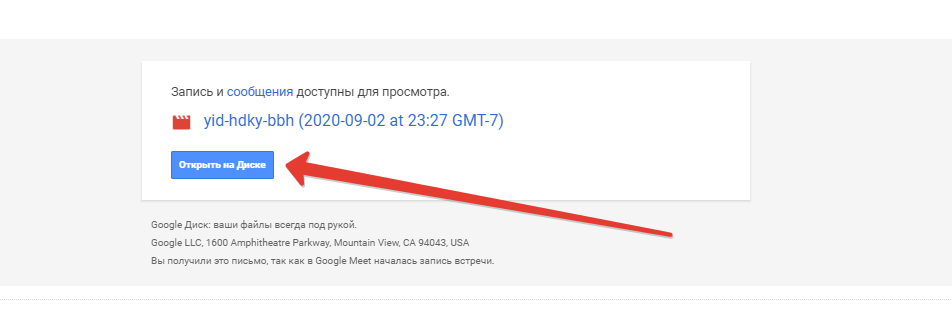 Запись и сообщения доступны для просмотра.
yid-hdky-bbh (2020-09-02 at 23:27 GMT-7)
Открыть на Диске
Google Диск: ваши файлы всегда под рукой.
Google LLC, 1600 Amphitheatre Parkway, Mountain View, CA 94043, USA
Вы получили это письмо, так как в Google Meet началась запись встречи.